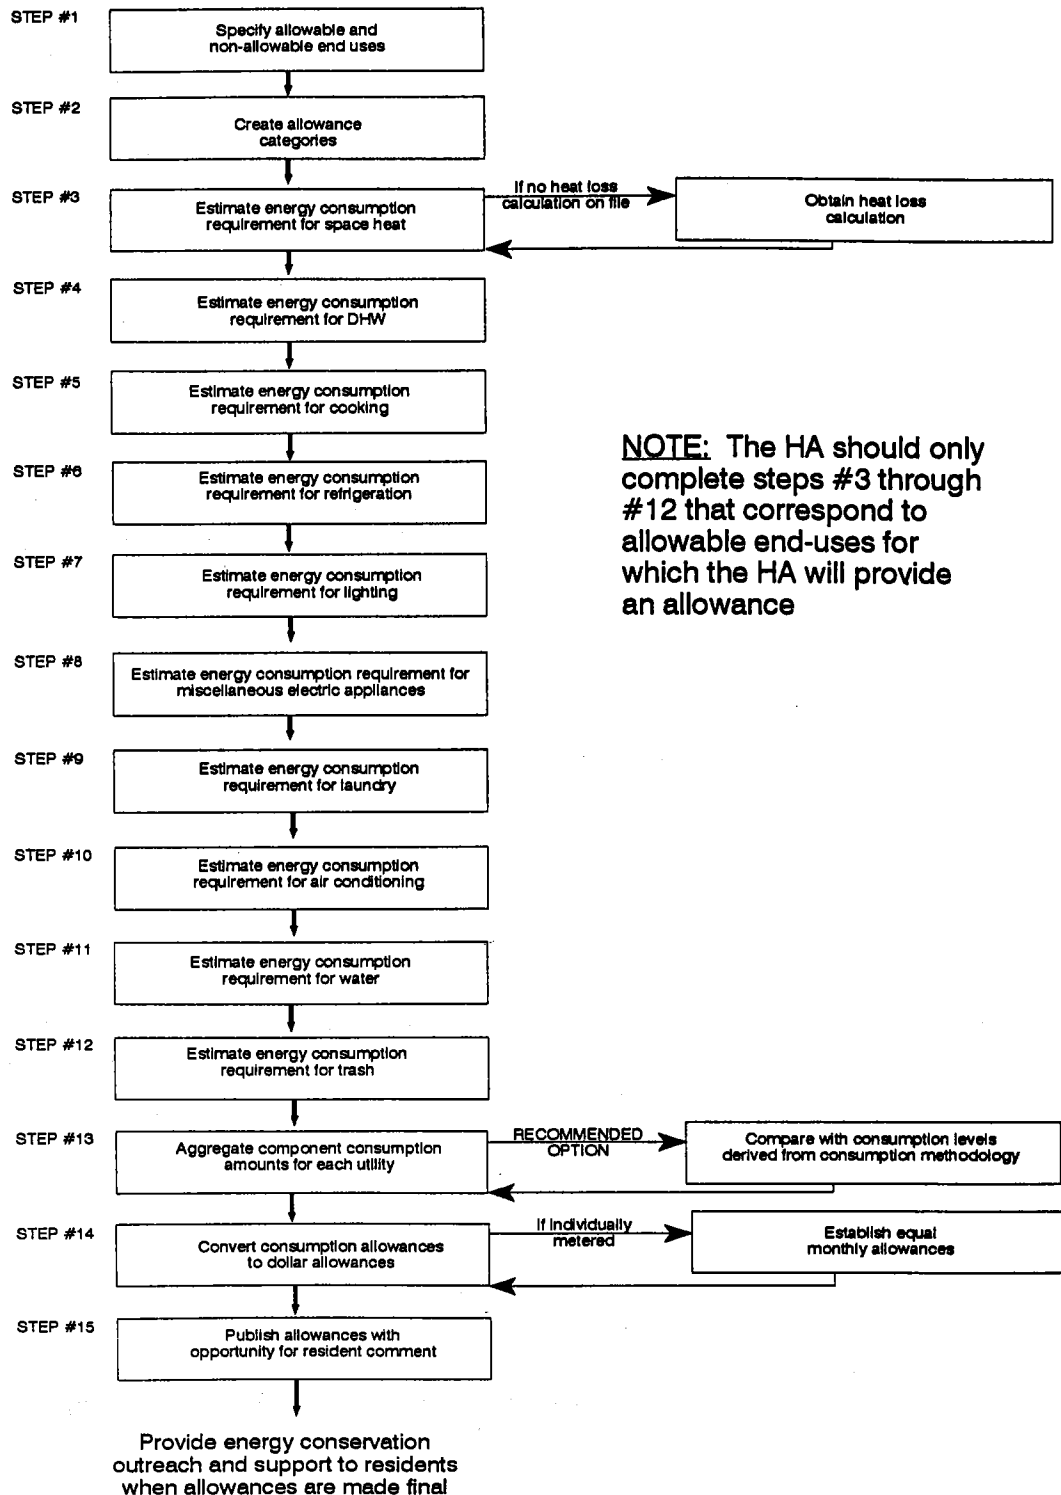 STEP #1
Specify allowable and
non-allowable end uses
STEP #2
Create allowance
categories
STEP #3
Estimate energy consumption
requirement for space heat
If no heat loss
calculation on file
Obtain heat loss
calculation
STEP #4
Estimate energy consumption
requirement for DHW
STEP #5
Estimate energy consumption
requirement for cooking
STEP #6
Estimate energy consumption
requirement for refrigeration
NOTE: The HA should only
complete steps #3 through
#12 that correspond to
allowable end-uses for
which the HA will provide
an allowance
STEP #7
Estimate energy consumption
requirement for lighting
STEP #8
Estimate energy consumption requirement for
miscellaneous electric appliances
STEP #9
Estimate energy consumption
requirement for laundry
STEP #10
Estimate energy consumption
requirement for air conditioning
STEP #11
Estimate energy consumption
requirement for water
STEP #12
Estimate energy consumption
requirement for trash
STEP #13
Aggregate component consumption
amounts for each utility
RECOMMENDED
OPTION
Compare with consumption levels
derived from consumption methodology
STEP #14
Convert consumption allowances
to dollar allowances
If individually
metered
Establish equal
monthly allowances
STEP #15
Publish allowances with
opportunity for resident comment
Provide energy conservation
outreach and support to residents
when allowances are made final